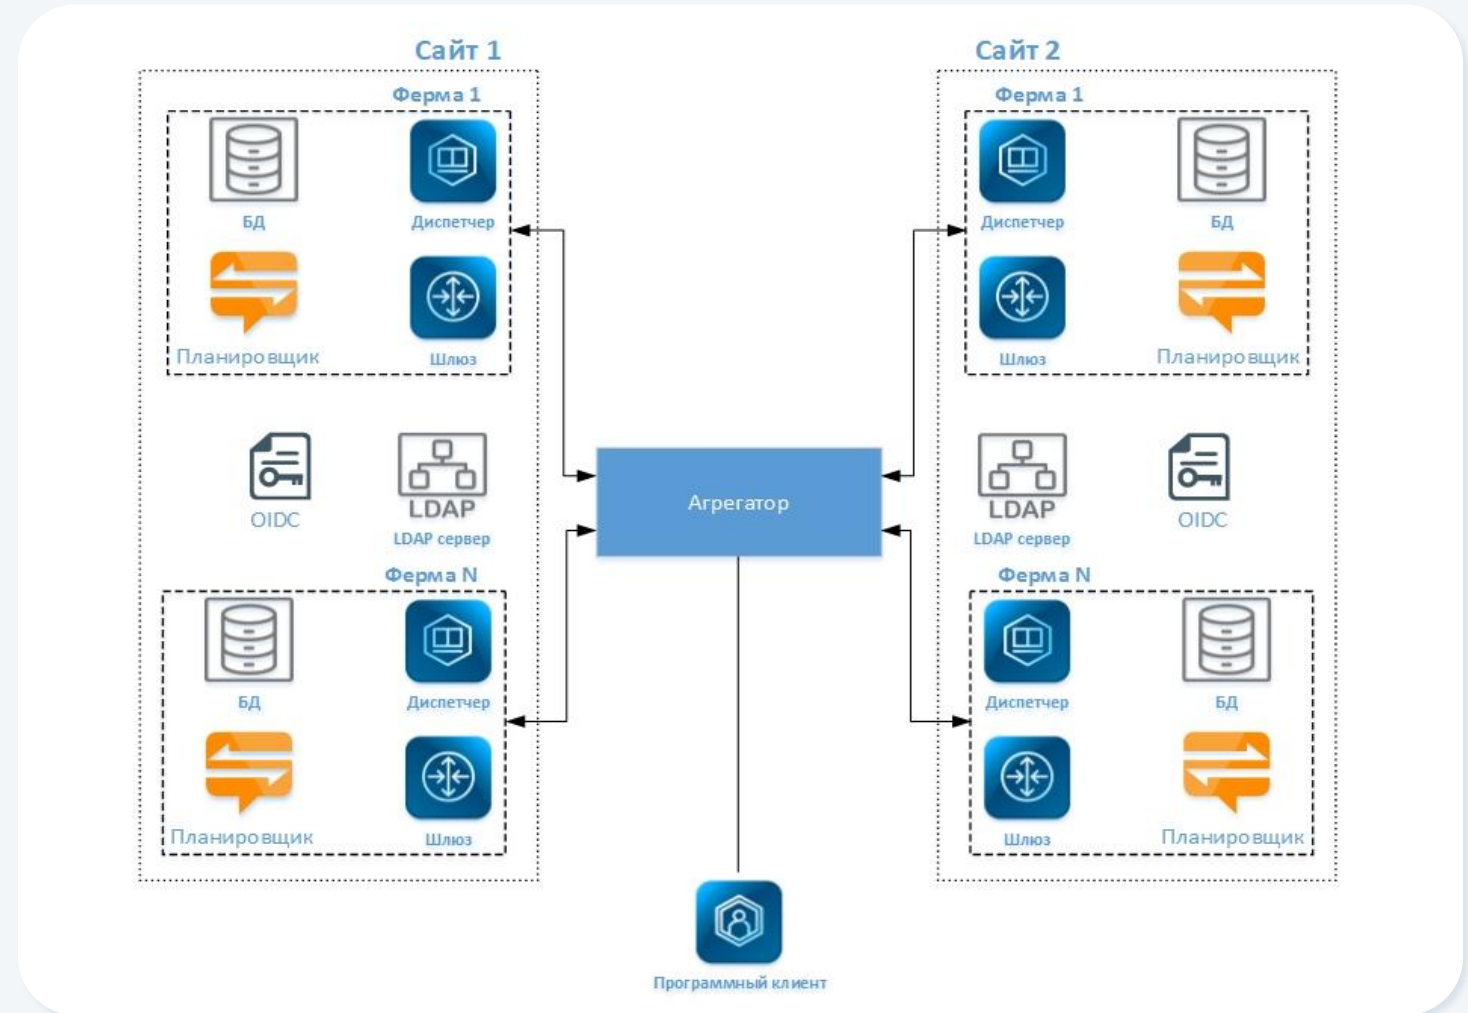 Сайт 1
Сайт 2
Ферма 1
Ферма 1
БД
Диспетчер
Диспетчер
БД
Планировщик
Шлюз
Шлюз
Планировщик
OIDC
LDAP
LDAP сервер
Агрегатор
LDAP
LDAP сервер
OIDC
Ферма N
Ферма N
БД
Диспетчер
Диспетчер
БД
Планировщик
Шлюз
Шлюз
Планировщик
Программный клиент